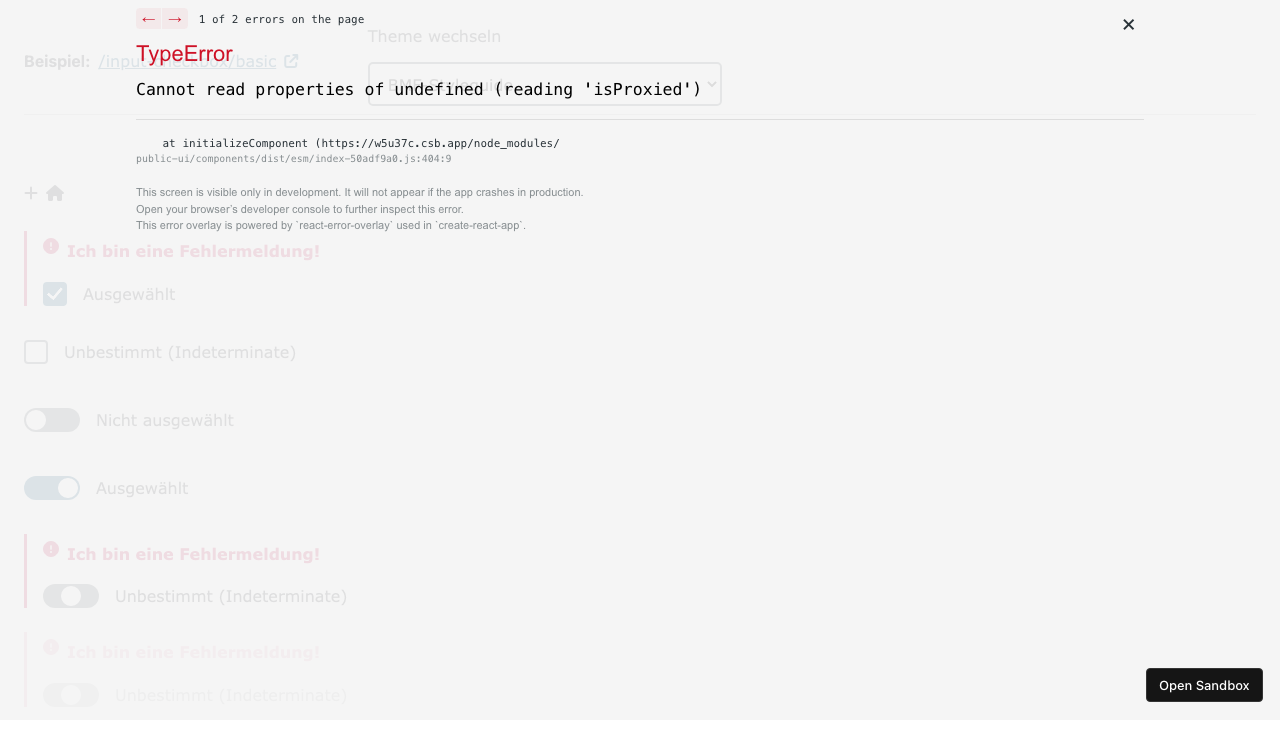 ← → 1 of 2 errors on the page
Theme wechseln
TypeError
Beispiel: /input-checkbox/basic
BMF Styleguide
Cannot read properties of undefined (reading 'isProxied')
at initializeComponent (https://w5u37c.csb.app/node_modules/
public-ui/components/dist/esm/index-50adf9a0.js:404:9
This screen is visible only in development. It will not appear if the app crashes in production.
Open your browser’s developer console to further inspect this error.
This error overlay is powered by `react-error-overlay` used in `create-react-app`.
Ich bin eine Fehlermeldung!
Ausgewählt
Unbestimmt (Indeterminate)
Nicht ausgewählt
Ausgewählt
Ich bin eine Fehlermeldung!
Unbestimmt (Indeterminate)
Ich bin eine Fehlermeldung!
Unbestimmt (Indeterminate)
Open Sandbox